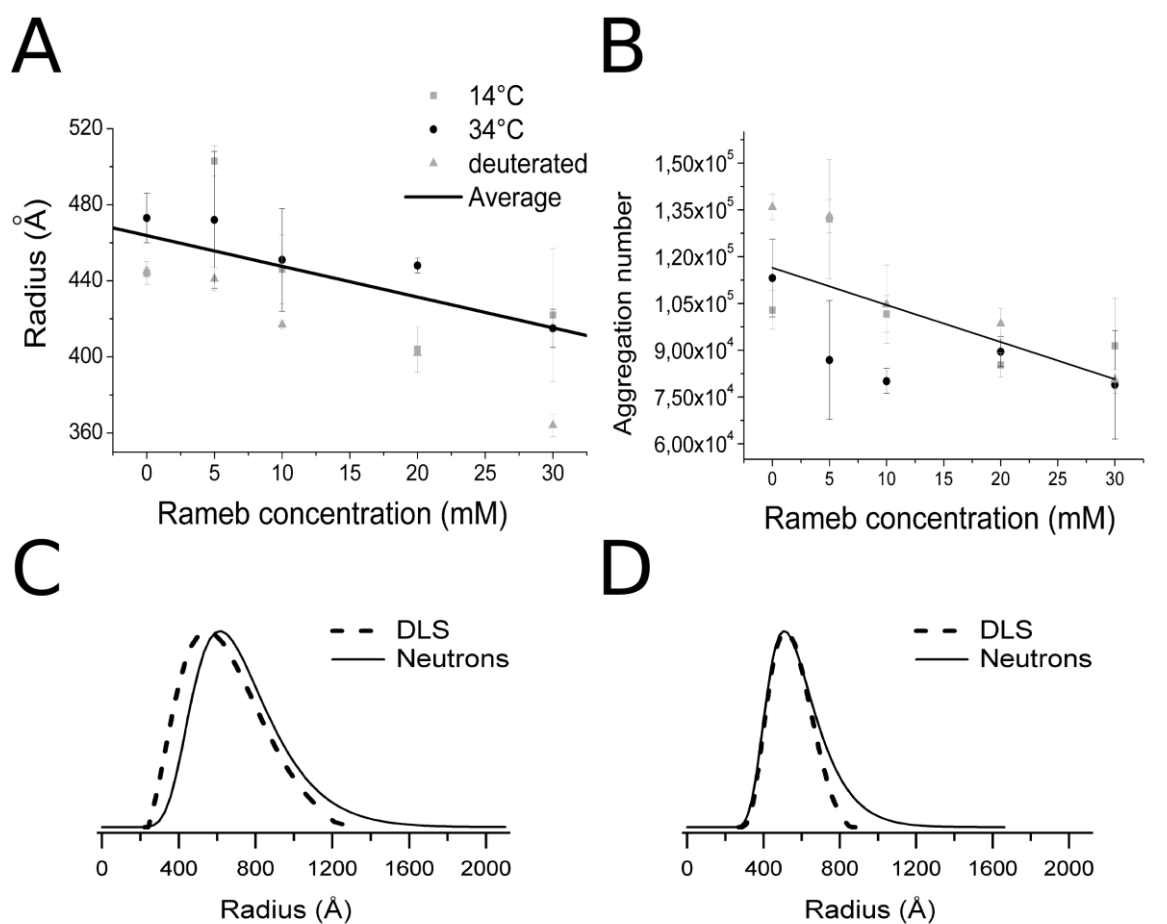 A
14°C
34°C
deuterated
Average
520
480
440
400
360
Radius (Å)
0 5 10 15 20 25 30
Rameb concentration (mM)
B
1,50x10⁵
1,35x10⁵
1,20x10⁵
1,05x10⁵
9,00x10⁴
7,50x10⁴
6,00x10⁴
Aggregation number
0 5 10 15 20 25 30
Rameb concentration (mM)
C
DLS
Neutrons
0 400 800 1200 1600 2000
Radius (Å)
D
DLS
Neutrons
0 400 800 1200 1600 2000
Radius (Å)